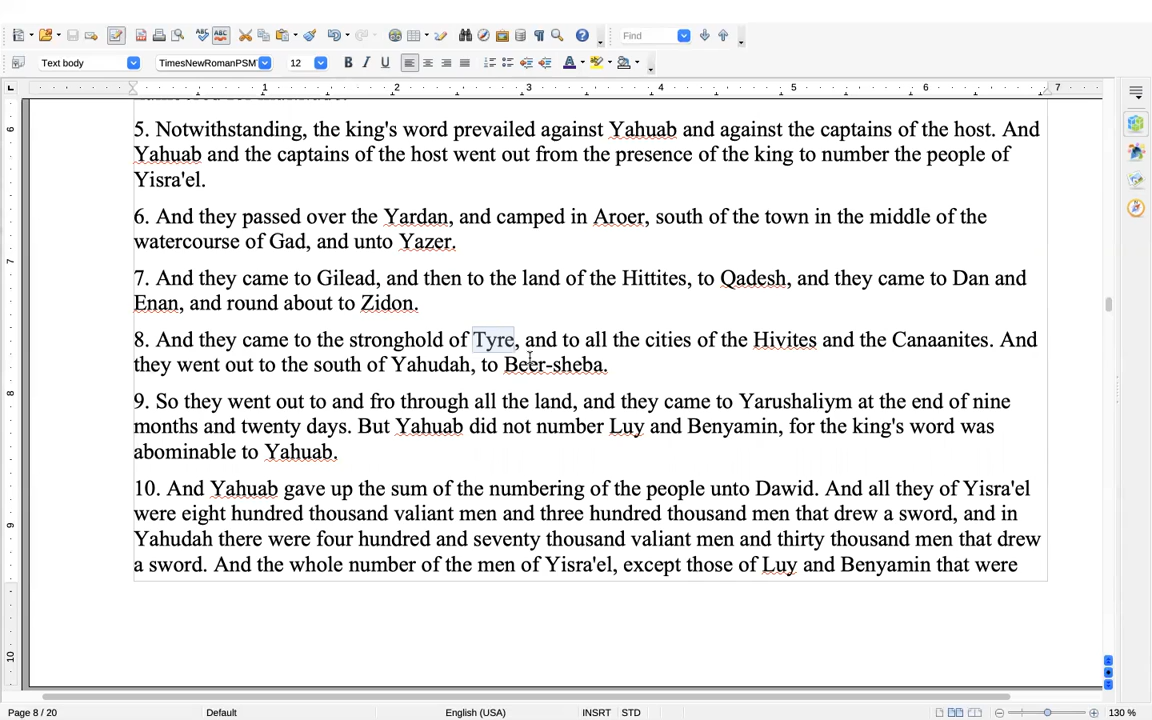 Find
Text body
TimesNewRomanPSMT
12
B I U
1 2 3 4 5 6 7
6
7
8
9
10
5. Notwithstanding, the king's word prevailed against Yahuab and against the captains of the host. And
Yahuab and the captains of the host went out from the presence of the king to number the people of
Yisra'el.
6. And they passed over the Yardan, and camped in Aroer, south of the town in the middle of the
watercourse of Gad, and unto Yazer.
7. And they came to Gilead, and then to the land of the Hittites, to Qadesh, and they came to Dan and
Enan, and round about to Zidon.
8. And they came to the stronghold of Tyre, and to all the cities of the Hivites and the Canaanites. And
they went out to the south of Yahudah, to Beer-sheba.
9. So they went out to and fro through all the land, and they came to Yarushaliym at the end of nine
months and twenty days. But Yahuab did not number Luy and Benyamin, for the king's word was
abominable to Yahuab.
10. And Yahuab gave up the sum of the numbering of the people unto Dawid. And all they of Yisra'el
were eight hundred thousand valiant men and three hundred thousand men that drew a sword, and in
Yahudah there were four hundred and seventy thousand valiant men and thirty thousand men that drew
a sword. And the whole number of the men of Yisra'el, except those of Luy and Benyamin that were
Page 8 / 20
Default
English (USA)
INSRT
STD
130 %